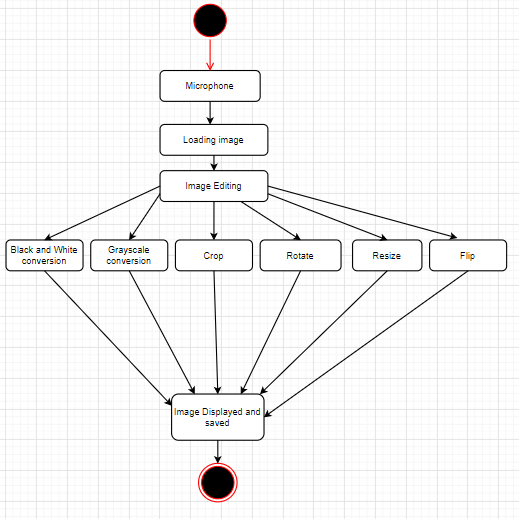 Microphone
Loading image
Image Editing
Black and White
conversion
Grayscale
conversion
Crop
Rotate
Resize
Flip
Image Displayed and
saved